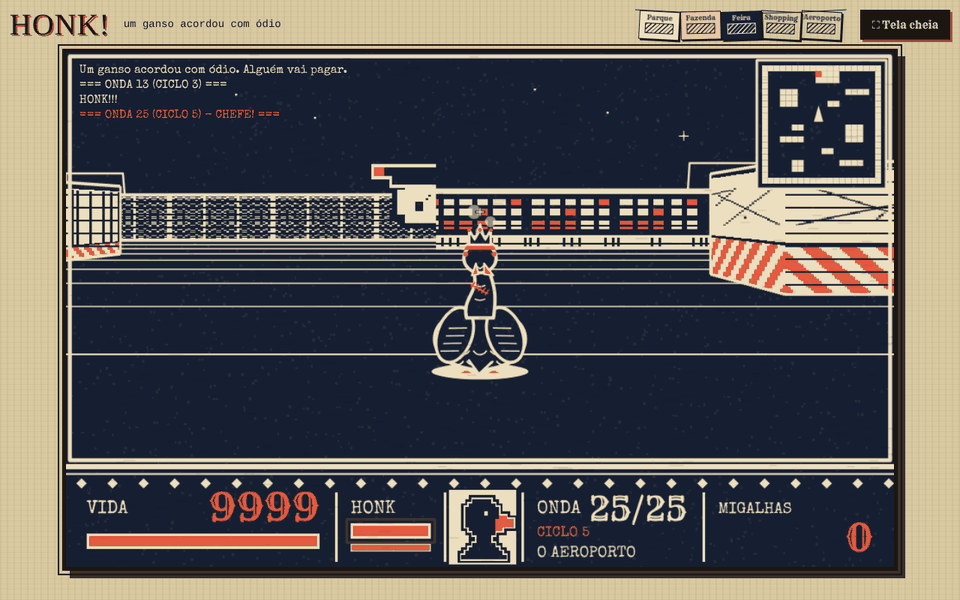 HONK!
um ganso acordou com ódio
Parque
Fazenda
Feira
Shopping
Aeroporto
Tela cheia
Um ganso acordou com ódio. Alguém vai pagar.
=== ONDA 13 (CICLO 3) ===
HONK!!!
=== ONDA 25 (CICLO 5) — CHEFE! ===
VIDA
9999
HONK
ONDA 25/25
CICLO 5
O AEROPORTO
MIGALHAS
0